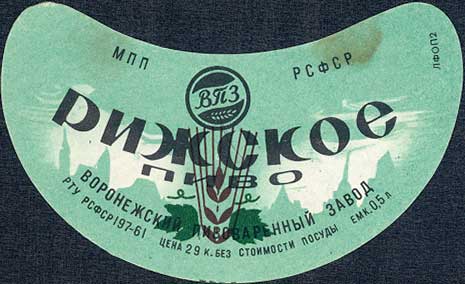 МПП РСФСР
ЛФОП2
ВПЗ
РИЖСКОЕ
ПИВО
ВОРОНЕЖСКИЙ ПИВОВАРЕННЫЙ ЗАВОД
РТУ РСФСР 197-61
ЦЕНА 29 К. БЕЗ СТОИМОСТИ ПОСУДЫ
ЕМК. 0,5 Л